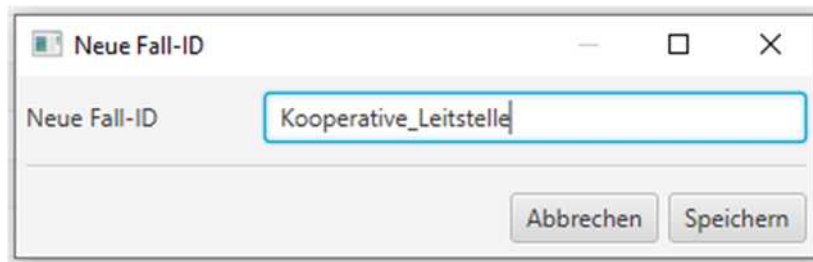 Neue Fall-ID
Neue Fall-ID Kooperative_Leitstelle
Abbrechen Speichern